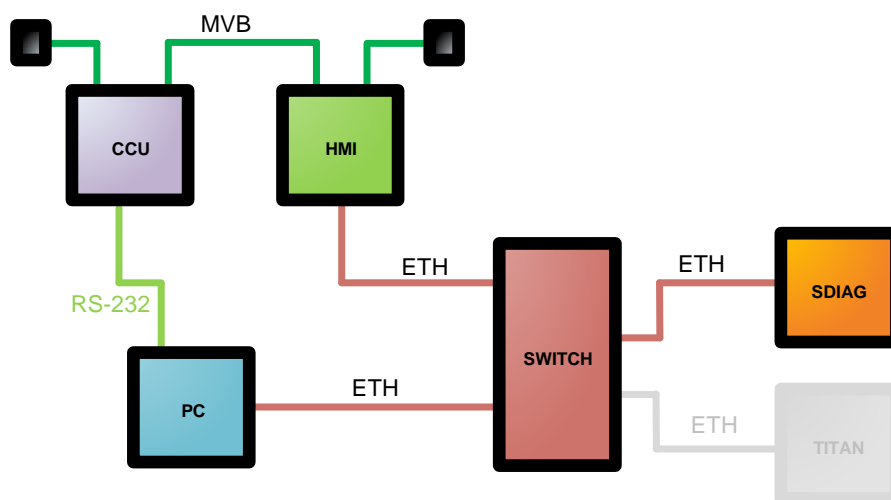 MVB
CCU
HMI
ETH
ETH
SDIAG
RS-232
SWITCH
ETH
PC
ETH
TITAN